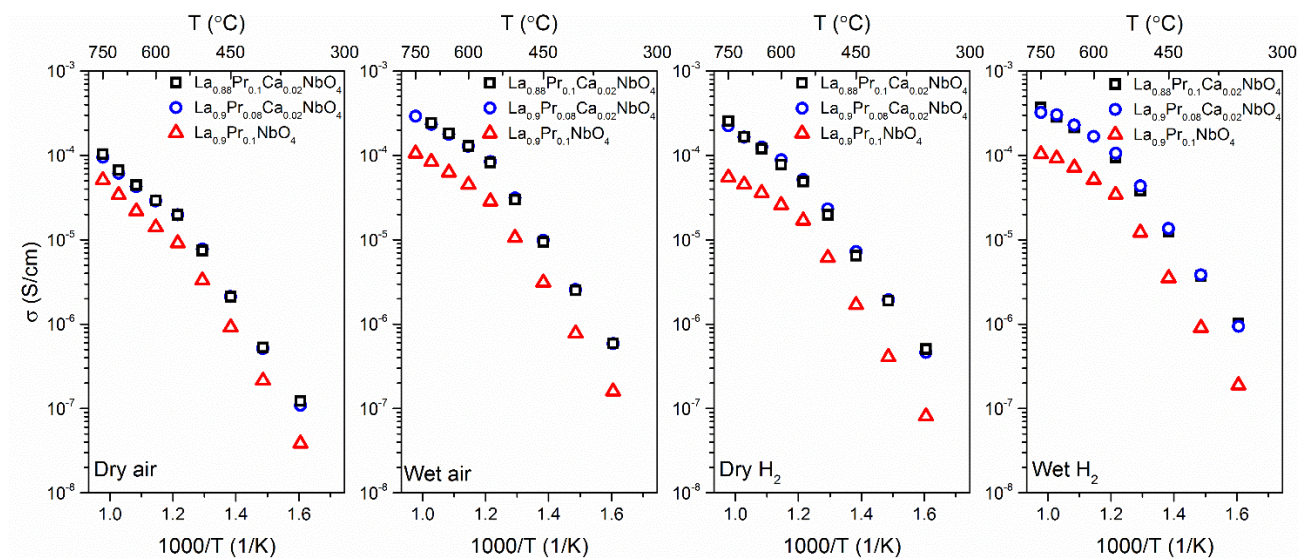 T (°C)
750 600 450 300
La₀.₈₈Pr₀.₁Ca₀.₀₂NbO₄
La₀.₉Pr₀.₀₈Ca₀.₀₂NbO₄
La₀.₉Pr₀.₁NbO₄
10⁻³
10⁻⁴
10⁻⁵
10⁻⁶
10⁻⁷
10⁻⁸
σ (S/cm)
Dry air
1.0 1.2 1.4 1.6
1000/T (1/K)
T (°C)
750 600 450 300
La₀.₈₈Pr₀.₁Ca₀.₀₂NbO₄
La₀.₉Pr₀.₀₈Ca₀.₀₂NbO₄
La₀.₉Pr₀.₁NbO₄
10⁻³
10⁻⁴
10⁻⁵
10⁻⁶
10⁻⁷
10⁻⁸
Wet air
1.0 1.2 1.4 1.6
1000/T (1/K)
T (°C)
750 600 450 300
La₀.₈₈Pr₀.₁Ca₀.₀₂NbO₄
La₀.₉Pr₀.₀₈Ca₀.₀₂NbO₄
La₀.₉Pr₀.₁NbO₄
10⁻³
10⁻⁴
10⁻⁵
10⁻⁶
10⁻⁷
10⁻⁸
Dry H₂
1.0 1.2 1.4 1.6
1000/T (1/K)
T (°C)
750 600 450 300
La₀.₈₈Pr₀.₁Ca₀.₀₂NbO₄
La₀.₉Pr₀.₀₈Ca₀.₀₂NbO₄
La₀.₉Pr₀.₁NbO₄
10⁻³
10⁻⁴
10⁻⁵
10⁻⁶
10⁻⁷
10⁻⁸
Wet H₂
1.0 1.2 1.4 1.6
1000/T (1/K)